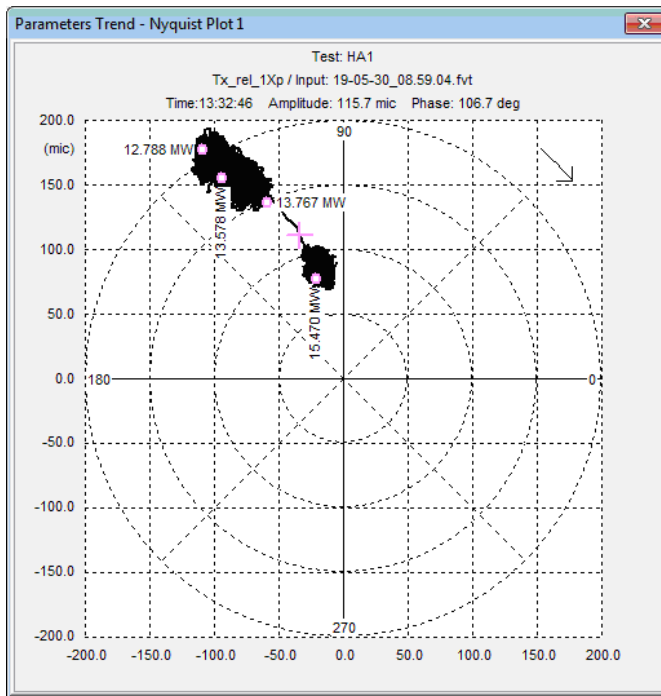 Parameters Trend - Nyquist Plot 1
Test: HA1
Tx_rel_1Xp / Input: 19-05-30_08.59.04.fvt
Time:13:32:46 Amplitude: 115.7 mic Phase: 106.7 deg
200.0
(mic)
90
12.788 MW
150.0
13.578 MW
13.767 MW
100.0
15.470 MW
50.0
0.0
180
0
-50.0
-100.0
-150.0
270
-200.0
-200.0 -150.0 -100.0 -50.0 0.0 50.0 100.0 150.0 200.0